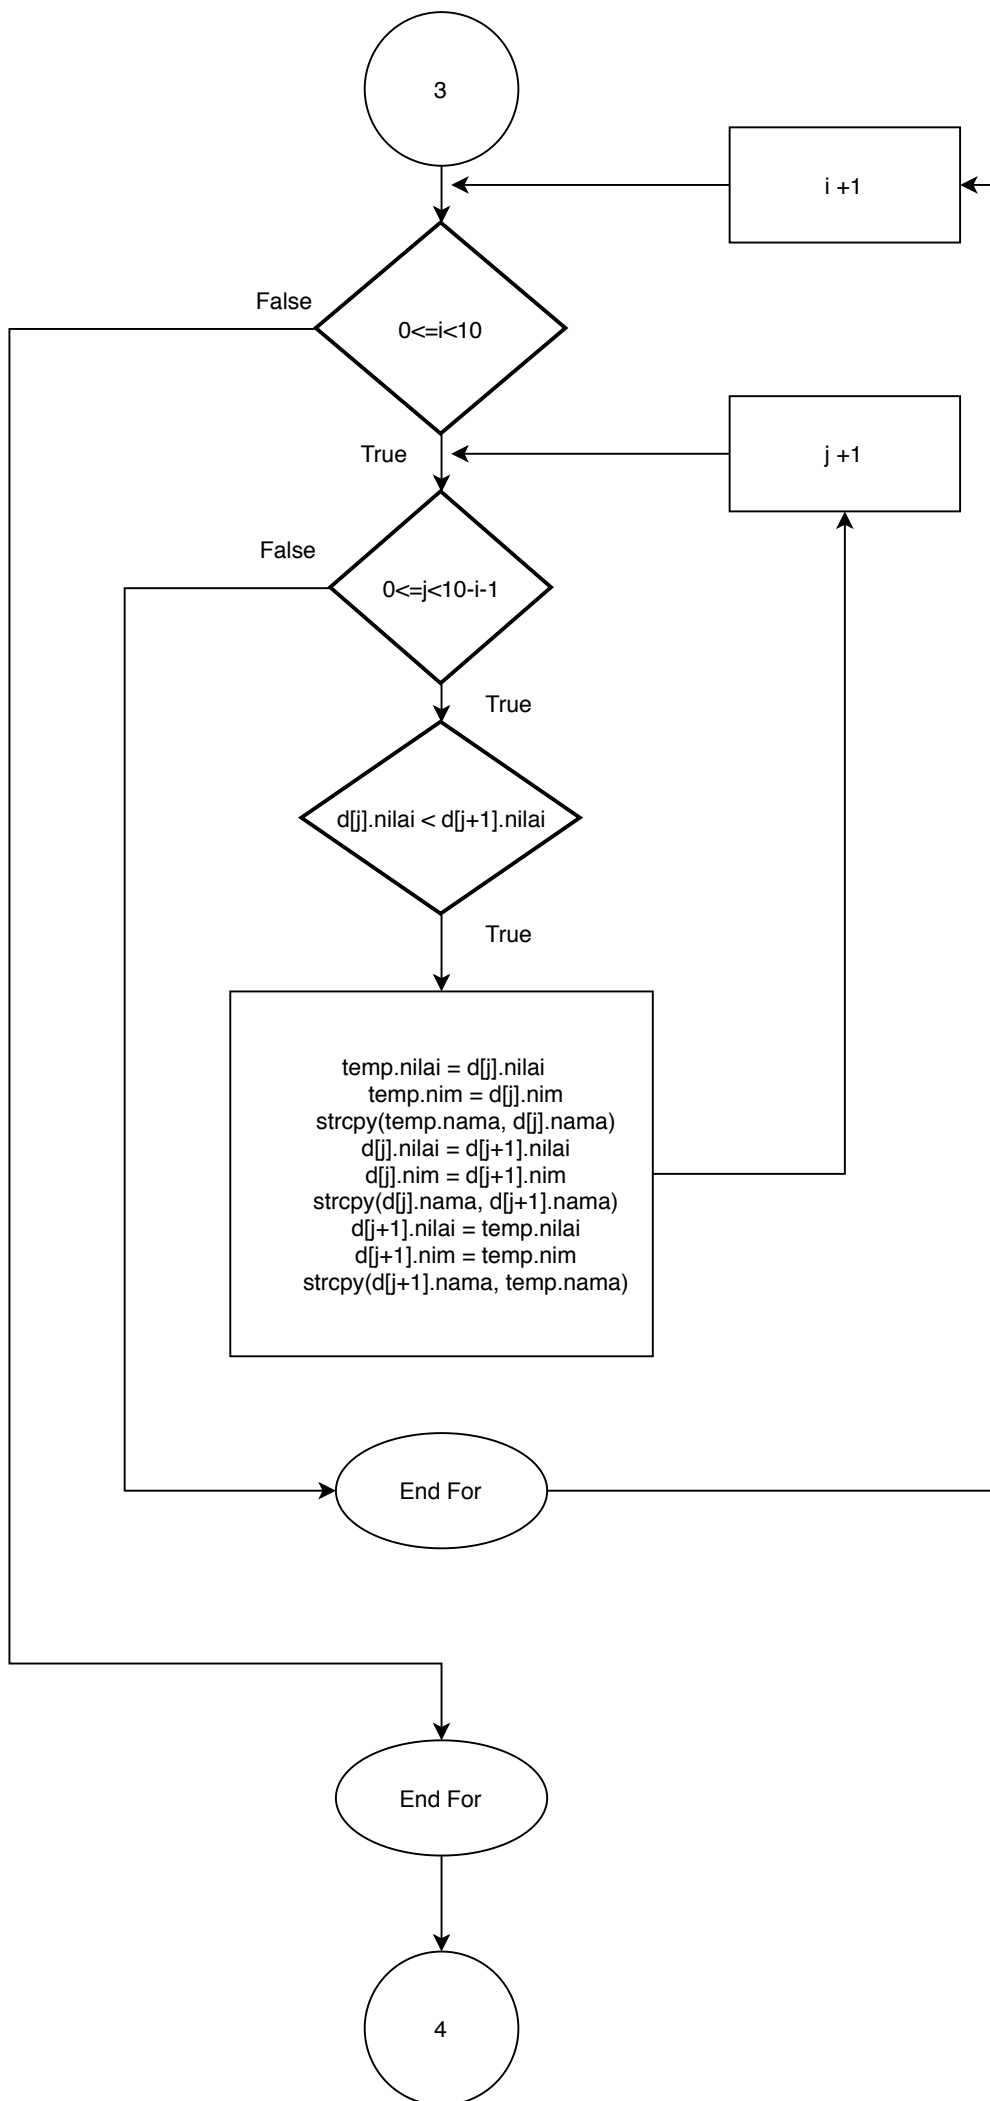 3
i +1
False
0<=i<10
True
j +1
False
0<=j<10-i-1
True
d[j].nilai < d[j+1].nilai
True
temp.nilai = d[j].nilai
temp.nim = d[j].nim
strcpy(temp.nama, d[j].nama)
d[j].nilai = d[j+1].nilai
d[j].nim = d[j+1].nim
strcpy(d[j].nama, d[j+1].nama)
d[j+1].nilai = temp.nilai
d[j+1].nim = temp.nim
strcpy(d[j+1].nama, temp.nama)
End For
End For
4